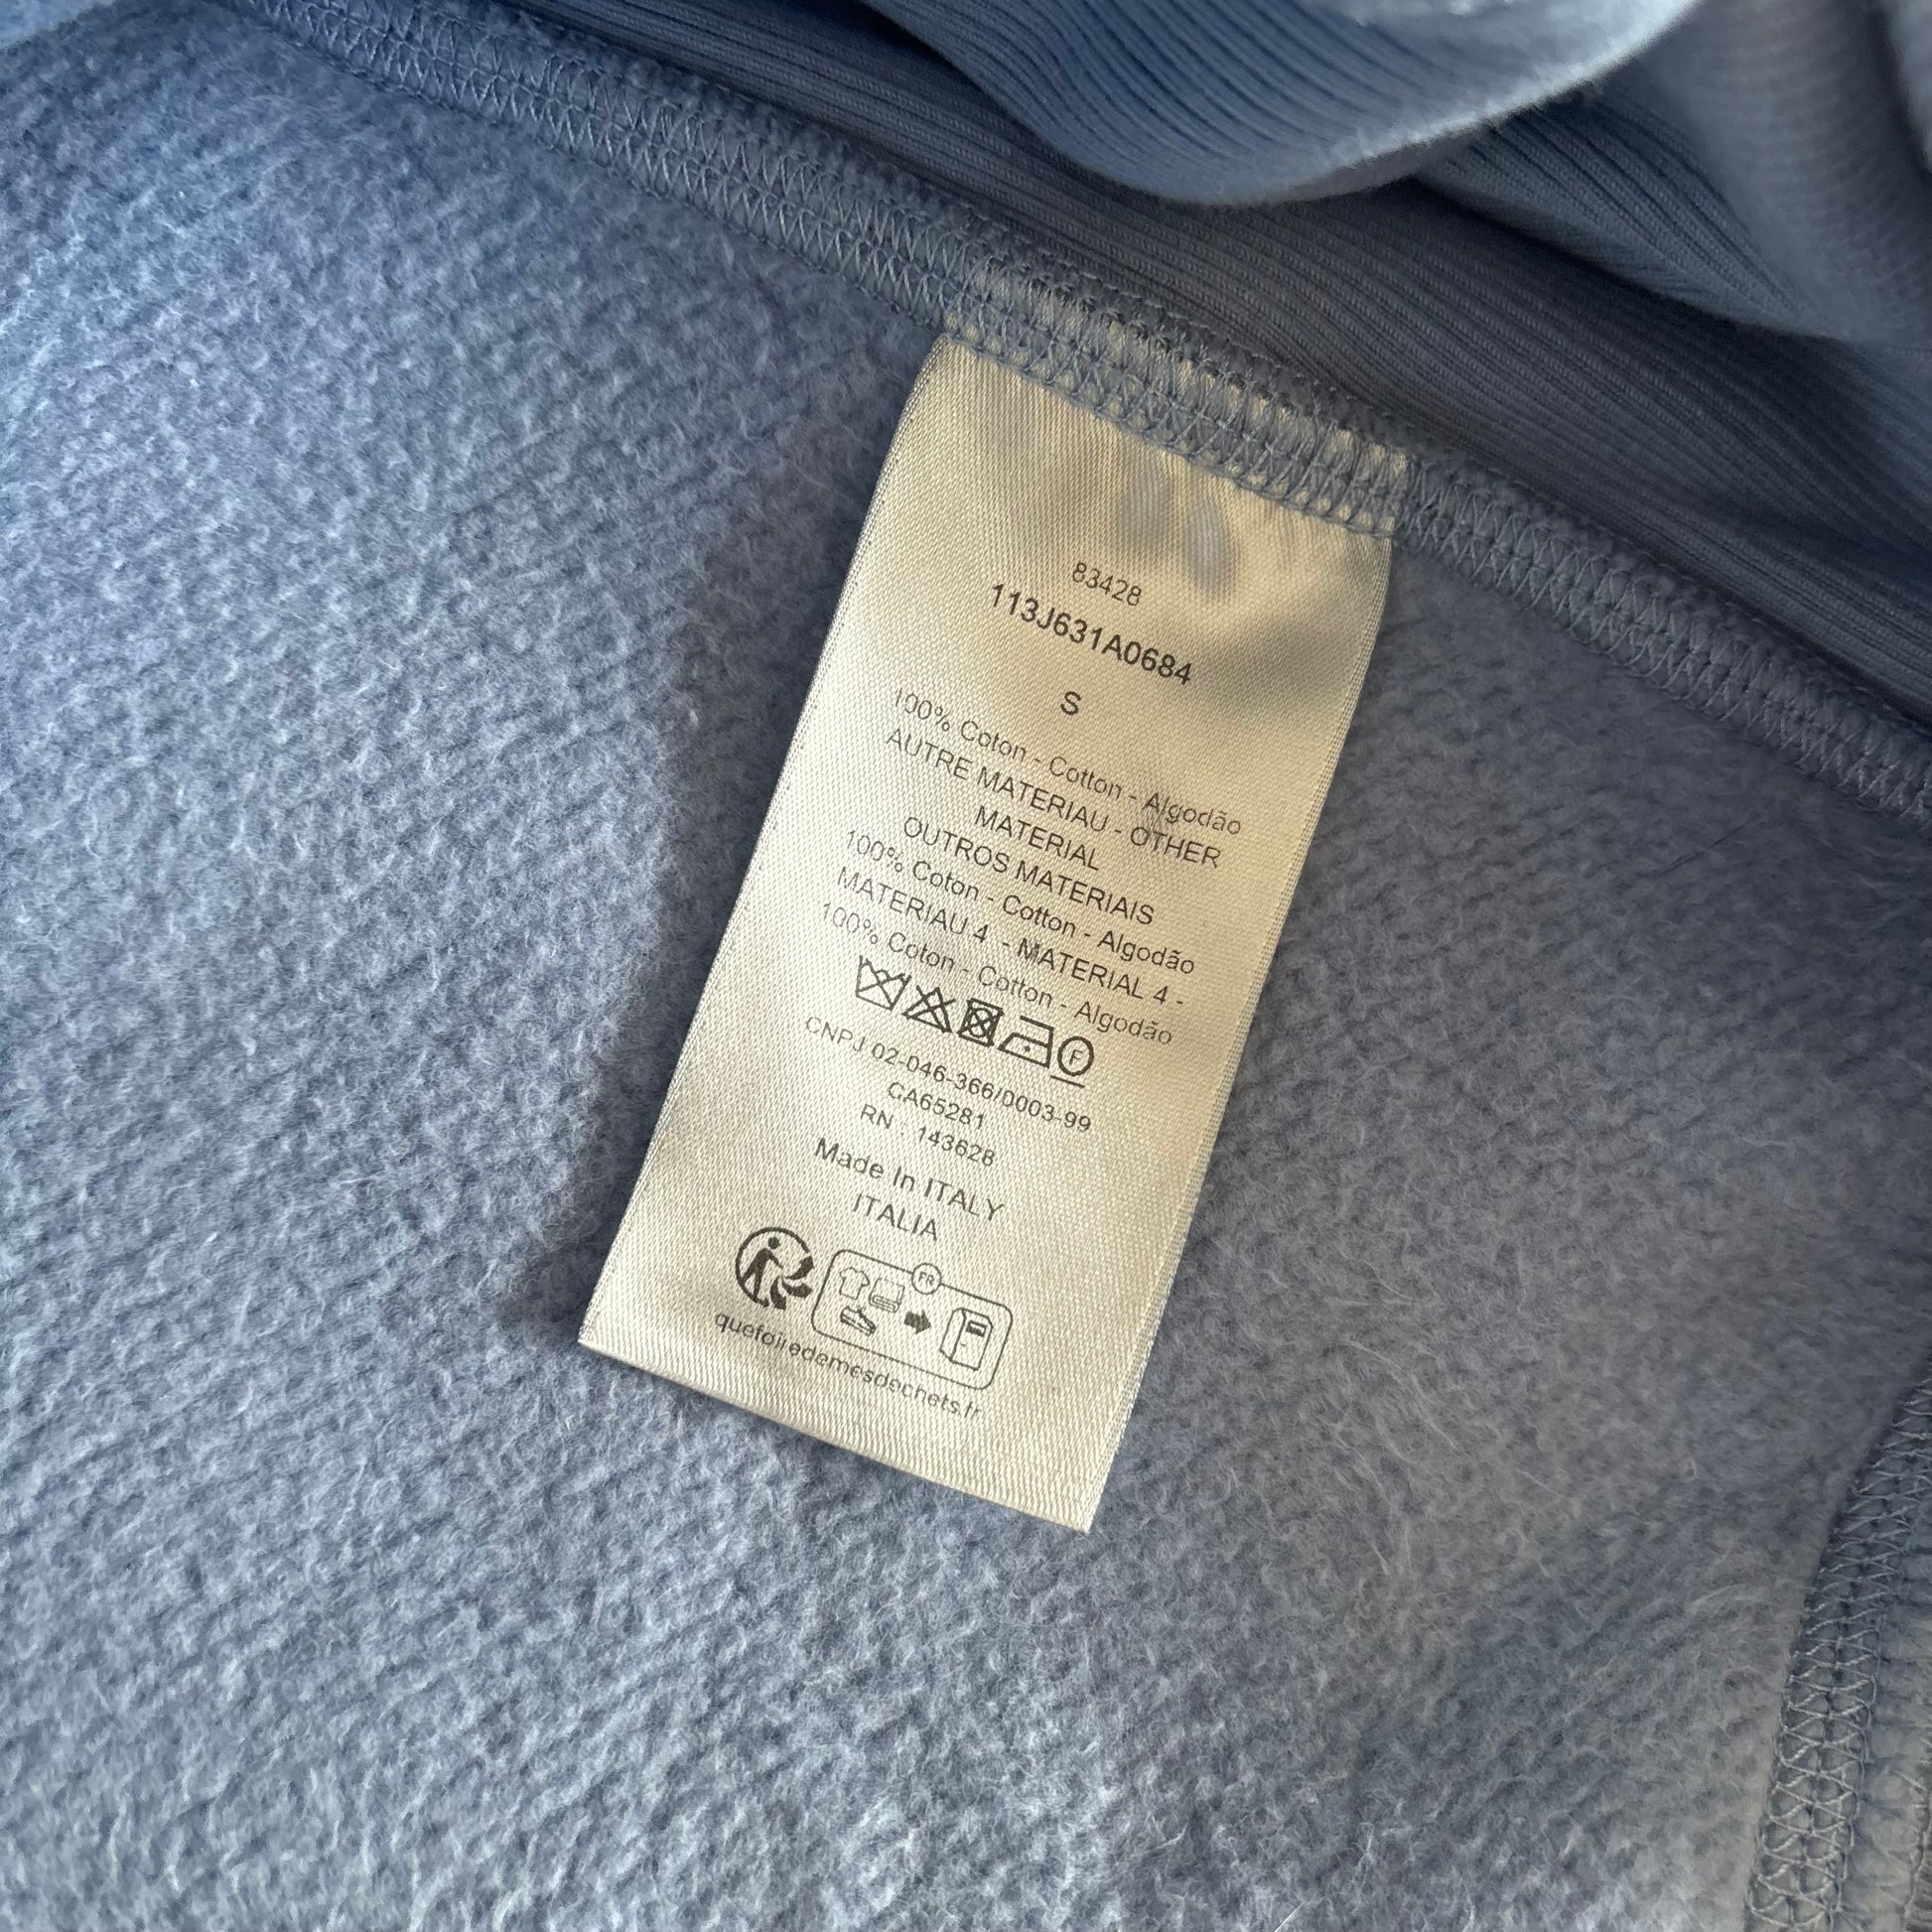 83428
113J631A0684
S
100% Coton - Cotton - Algodão
AUTRE MATERIAU - OTHER
MATERIAL
OUTROS MATERIAIS
100% Coton - Cotton - Algodão
MATERIAU 4 - MATERIAL 4 -
100% Coton - Cotton - Algodão
F
CNPJ 02-046-366/0003-99
CA65281
RN : 143628
Made In ITALY
ITALIA
FR
quefairedemesdechets.fr